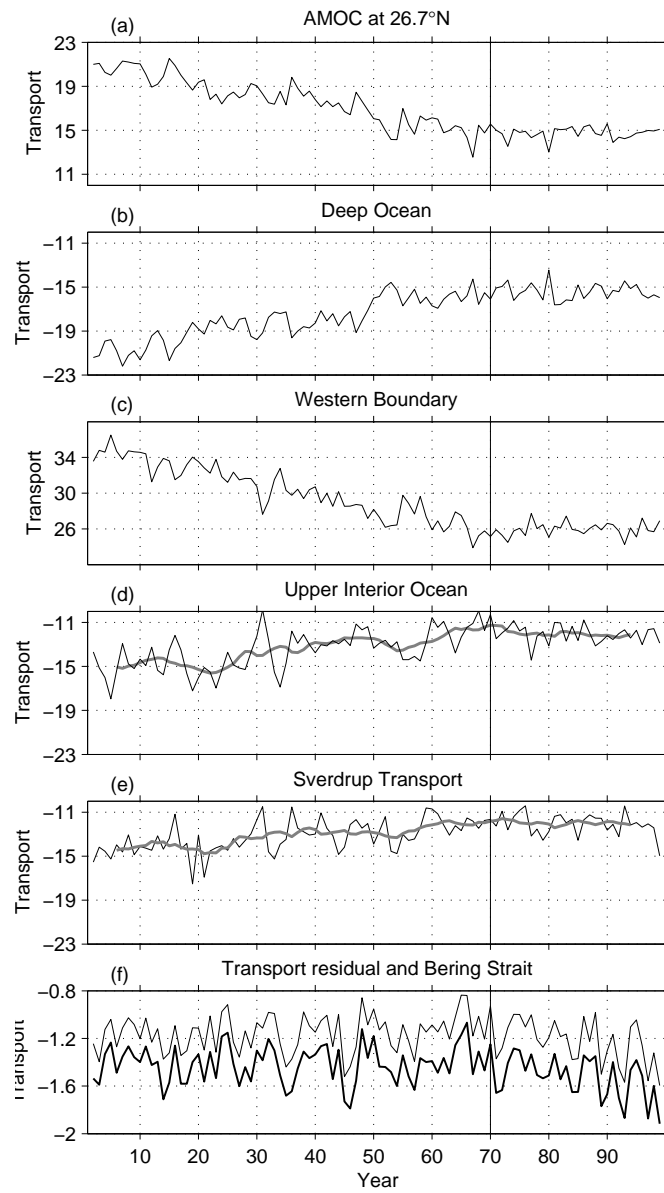 (a) AMOC at 26.7°N
23
19
15
11
Transport
(b) Deep Ocean
−11
−15
−19
−23
Transport
(c) Western Boundary
34
30
26
Transport
(d) Upper Interior Ocean
−11
−15
−19
−23
Transport
(e) Sverdrup Transport
−11
−15
−19
−23
Transport
(f) Transport residual and Bering Strait
−0.8
−1.2
−1.6
−2
Transport
10 20 30 40 50 60 70 80 90
Year